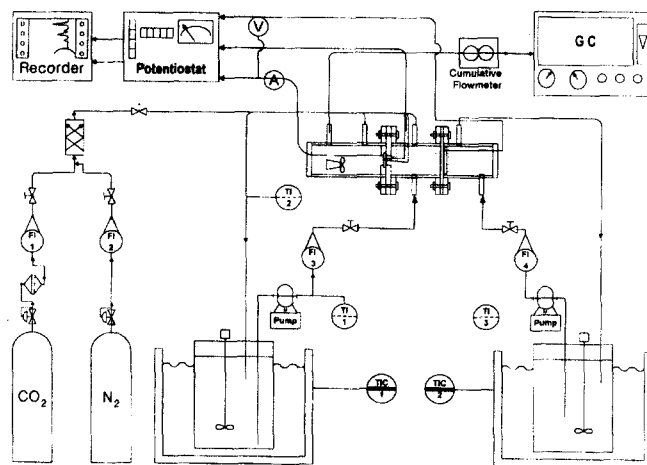 Recorder
Potentiostat
V
A
Cumulative
Flowmeter
GC
TI
2
FI
1
FI
2
FI
3
FI
4
Pump
TI
1
TI
3
Pump
TIC
1
TIC
2
CO2
N2